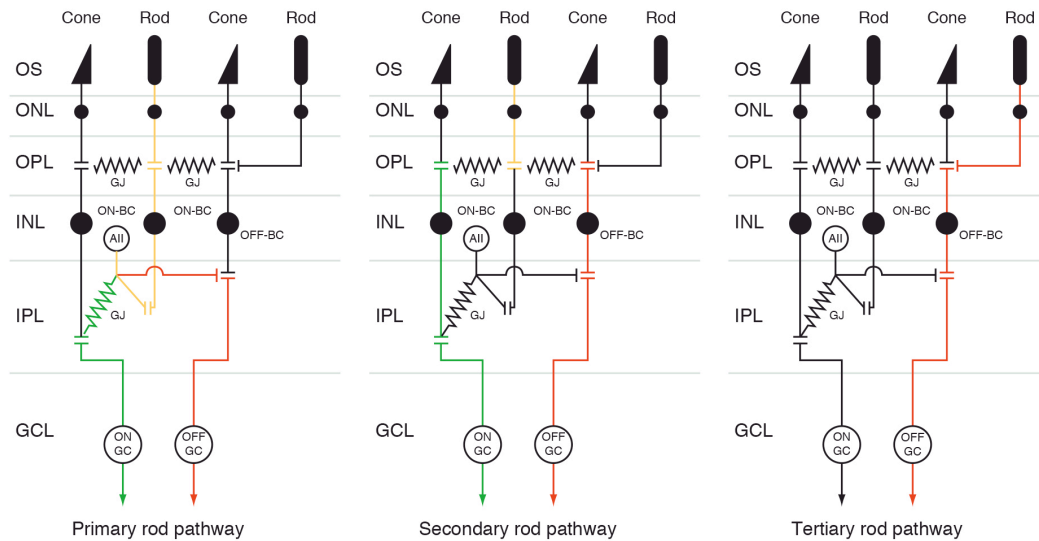 Cone Rod Cone Rod
OS
ONL
OPL
GJ GJ
ON-BC ON-BC
INL
OFF-BC
AII
IPL
GJ
GCL
ON GC
OFF GC
Primary rod pathway
Cone Rod Cone Rod
OS
ONL
OPL
GJ GJ
ON-BC ON-BC
INL
OFF-BC
AII
IPL
GJ
GCL
ON GC
OFF GC
Secondary rod pathway
Cone Rod Cone Rod
OS
ONL
OPL
GJ GJ
ON-BC ON-BC
INL
OFF-BC
AII
IPL
GJ
GCL
ON GC
OFF GC
Tertiary rod pathway